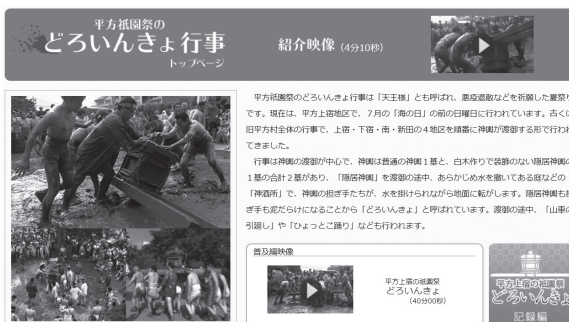 平方祇園祭の
どろいんきょ行事
トップページ
紹介映像（4分10秒）
平方祇園祭のどろいんきょ行事は「天王様」とも呼ばれ、悪疫退散などを祈願した夏祭り
です。現在は、平方上宿地区で、7月の「海の日」の前の日曜日に行われています。古くは
旧平方村全体の行事で、上宿・下宿・南・新田の４地区を順番に神輿が渡御する形で行われ
てきました。
行事は神輿の渡御が中心で、神輿は普通の神輿１基と、白木作りで装飾のない隠居神輿の
１基の合計２基があり、「隠居神輿」を渡御の途中、あらかじめ水を撒いてある庭などの
「神酒所」で、神輿の担ぎ手たちが、水を掛けられながら地面に転がします。隠居神輿も担
ぎ手も泥だらけになることから「どろいんきょ」と呼ばれています。渡御の途中、「山車の
引廻し」や「ひょっとこ踊り」なども行われます。
普及編映像
平方上宿の祇園祭
どろいんきょ
（40分00秒）
平方上宿の祇園祭
どろいんきょ
記録編